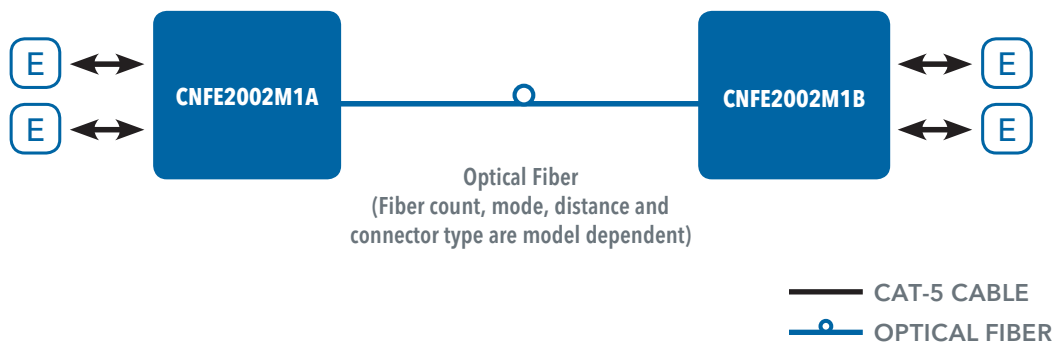 E
E
CNFE2002M1A
CNFE2002M1B
E
E
Optical Fiber
(Fiber count, mode, distance and
connector type are model dependent)
CAT-5 CABLE
OPTICAL FIBER